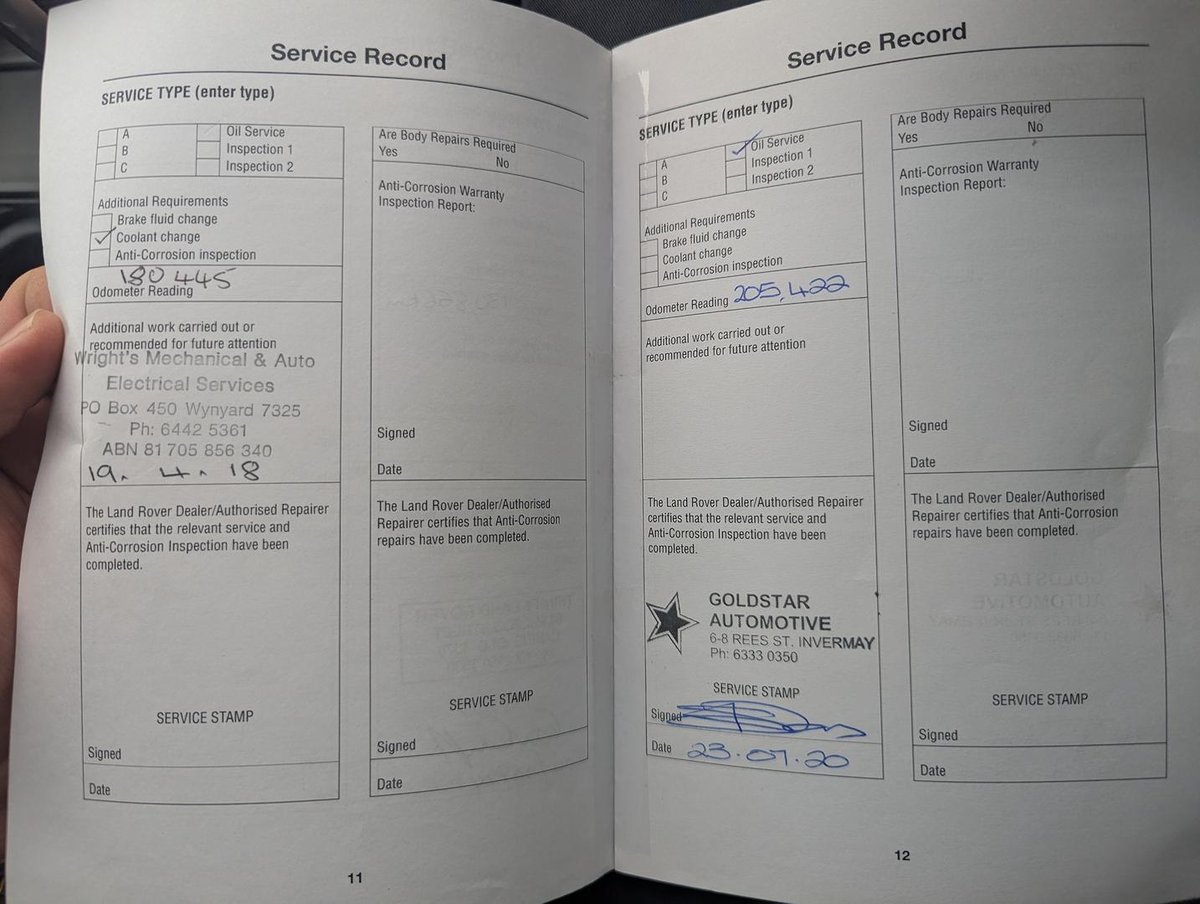 Service Record
SERVICE TYPE (enter type)
A
B
C
Oil Service
Inspection 1
Inspection 2
Additional Requirements
Brake fluid change
Coolant change
Anti-Corrosion inspection
180 445
Odometer Reading
Additional work carried out or
recommended for future attention
Wright's Mechanical & Auto
Electrical Services
PO Box 450 Wynyard 7325
Ph: 6442 5361
ABN 81 705 856 340
19. 4. 18
The Land Rover Dealer/Authorised Repairer
certifies that the relevant service and
Anti-Corrosion Inspection have been
completed.
SERVICE STAMP
Signed
Date
Are Body Repairs Required
Yes No
Anti-Corrosion Warranty
Inspection Report:
Signed
Date
The Land Rover Dealer/Authorised
Repairer certifies that Anti-Corrosion
repairs have been completed.
SERVICE STAMP
Signed
Date
11
Service Record
SERVICE TYPE (enter type)
A
B
C
Oil Service
Inspection 1
Inspection 2
Additional Requirements
Brake fluid change
Coolant change
Anti-Corrosion inspection
Odometer Reading 205,422
Additional work carried out or
recommended for future attention
The Land Rover Dealer/Authorised Repairer
certifies that the relevant service and
Anti-Corrosion Inspection have been
completed.
GOLDSTAR
AUTOMOTIVE
6-8 REES ST. INVERMAY
Ph: 6333 0350
SERVICE STAMP
Signed
Date 23.07.20
Are Body Repairs Required
Yes No
Anti-Corrosion Warranty
Inspection Report:
Signed
Date
The Land Rover Dealer/Authorised
Repairer certifies that Anti-Corrosion
repairs have been completed.
SERVICE STAMP
Signed
Date
12